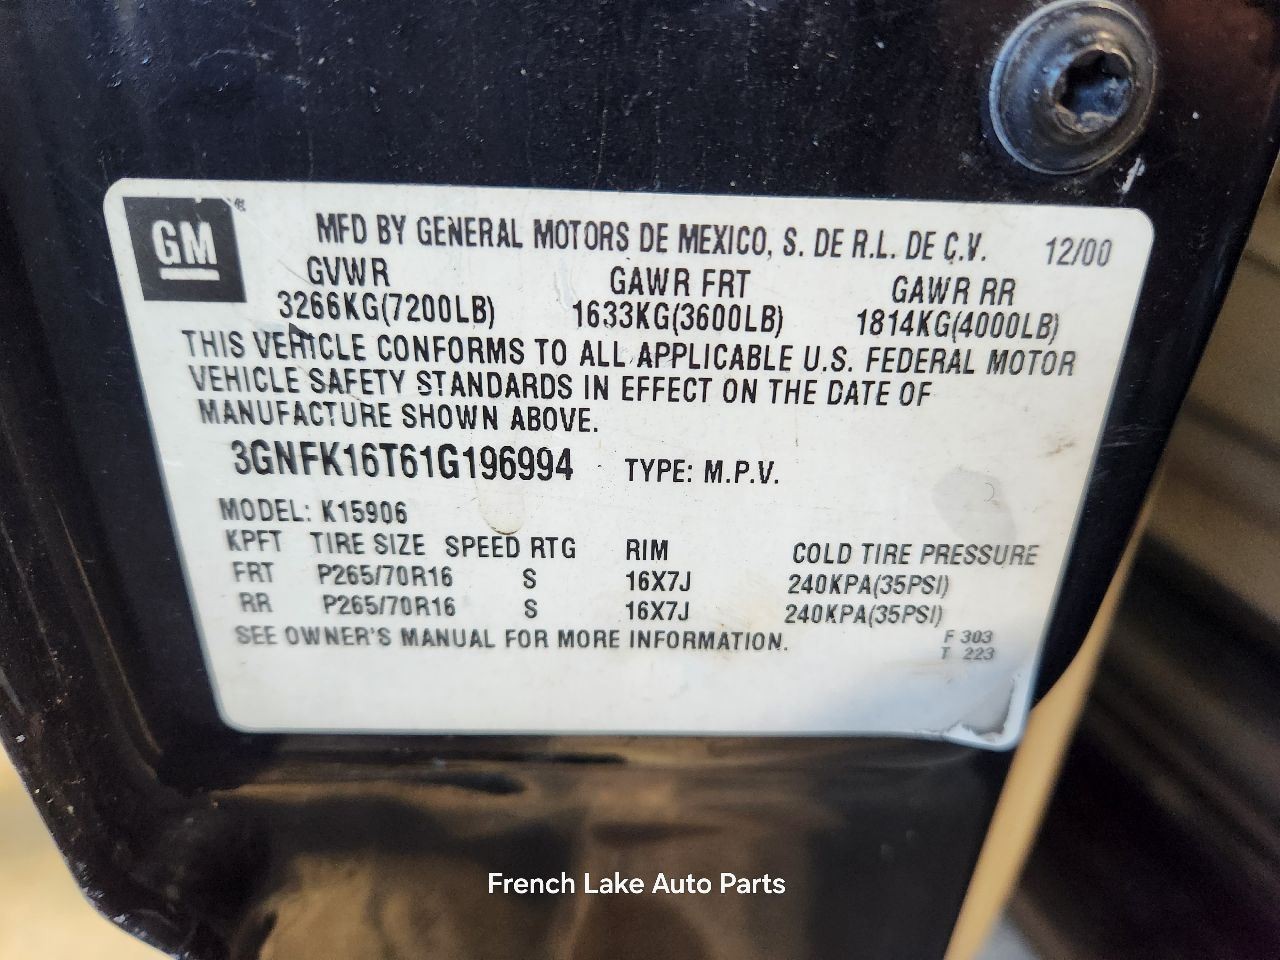 GM ®
MFD BY GENERAL MOTORS DE MEXICO, S. DE R.L. DE C.V. 12/00
GVWR GAWR FRT GAWR RR
3266KG(7200LB) 1633KG(3600LB) 1814KG(4000LB)
THIS VEHICLE CONFORMS TO ALL APPLICABLE U.S. FEDERAL MOTOR
VEHICLE SAFETY STANDARDS IN EFFECT ON THE DATE OF
MANUFACTURE SHOWN ABOVE.
3GNFK16T61G196994 TYPE: M.P.V.
MODEL: K15906
KPFT TIRE SIZE SPEED RTG RIM COLD TIRE PRESSURE
FRT P265/70R16 S 16X7J 240KPA(35PSI)
RR P265/70R16 S 16X7J 240KPA(35PSI)
SEE OWNER'S MANUAL FOR MORE INFORMATION.
F 303
T 223
French Lake Auto Parts